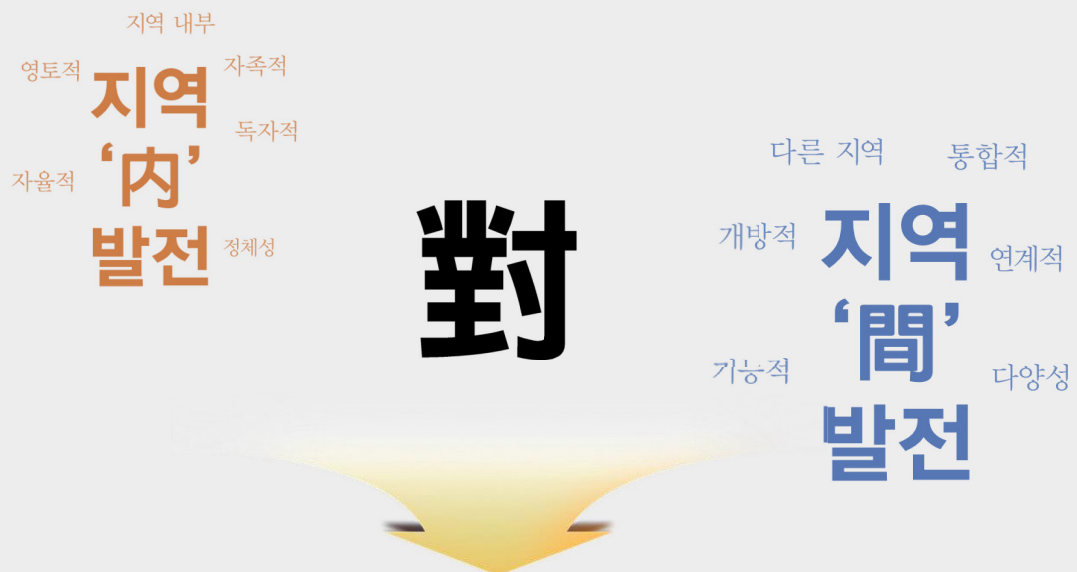 지역 내부
영토적
자족적
지역
독자적
‘內’
자율적
발전
정체성
對
다른 지역
통합적
개방적
지역
연계적
‘間’
기능적
다양성
발전